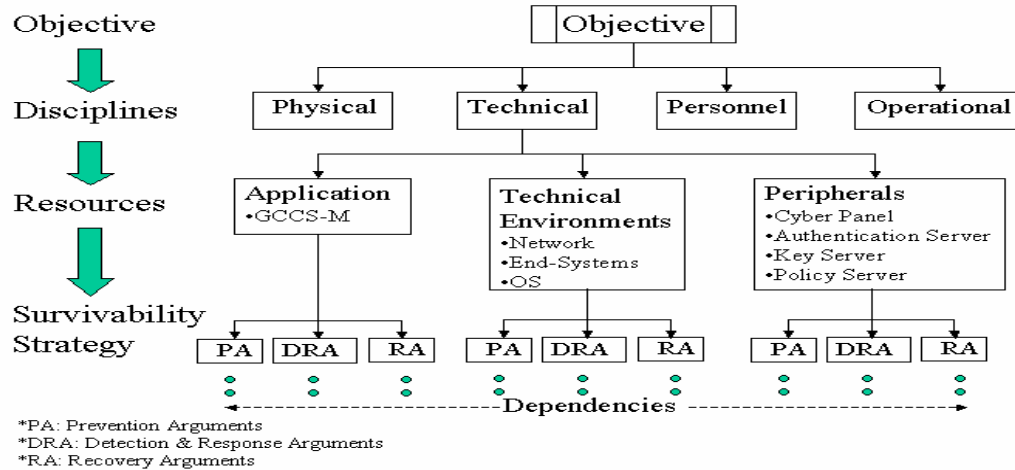 Objective
Objective
Disciplines
Physical
Technical
Personnel
Operational
Resources
Application
•GCCS-M
Technical
Environments
•Network
•End-Systems
•OS
Peripherals
•Cyber Panel
•Authentication Server
•Key Server
•Policy Server
Survivability
Strategy
PA
DRA
RA
PA
DRA
RA
PA
DRA
RA
Dependencies
*PA: Prevention Arguments
*DRA: Detection & Response Arguments
*RA: Recovery Arguments